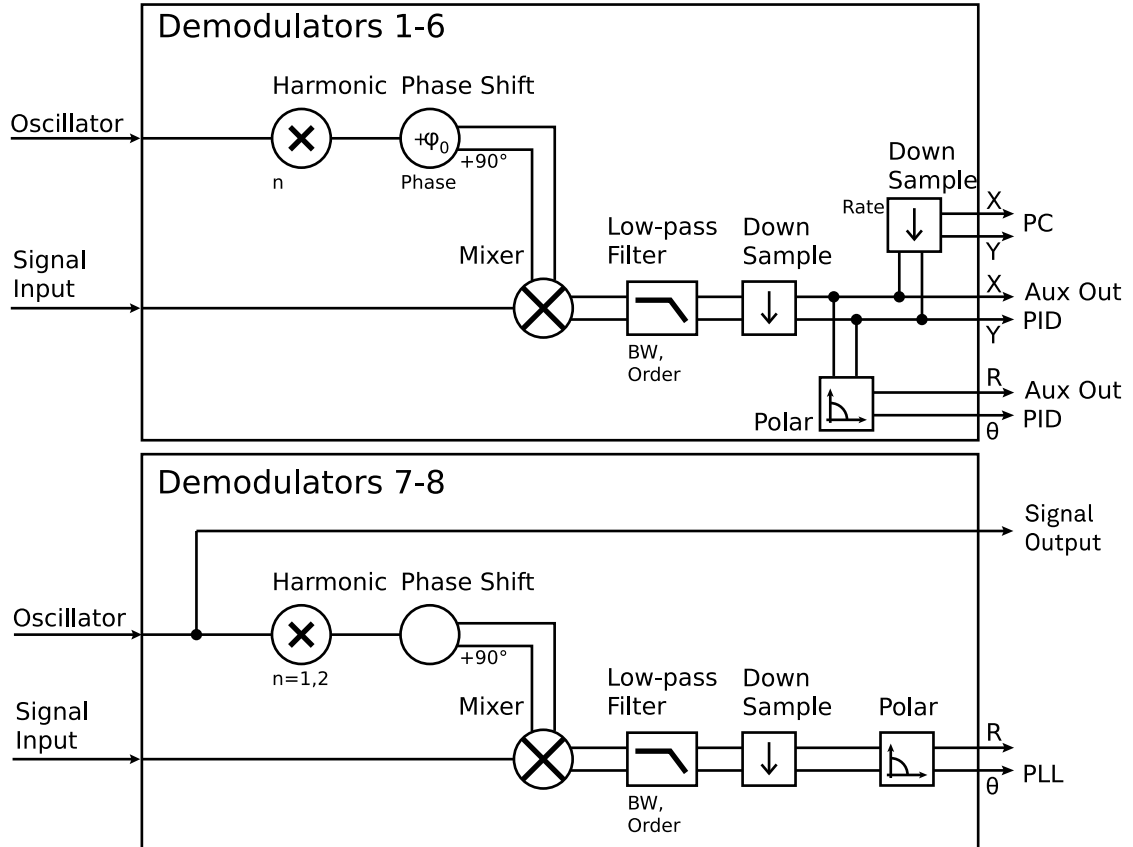 Demodulators 1-6
Harmonic
Phase Shift
Oscillator
+φ0
+90°
n
Phase
Down
Sample
Rate
X
PC
Y
Signal
Input
Mixer
Low-pass
Filter
Down
Sample
X
Aux Out
PID
Y
BW,
Order
Polar
R
Aux Out
PID
θ
Demodulators 7-8
Signal
Output
Harmonic
Phase Shift
Oscillator
+90°
n=1,2
Signal
Input
Mixer
Low-pass
Filter
Down
Sample
Polar
R
PLL
θ
BW,
Order